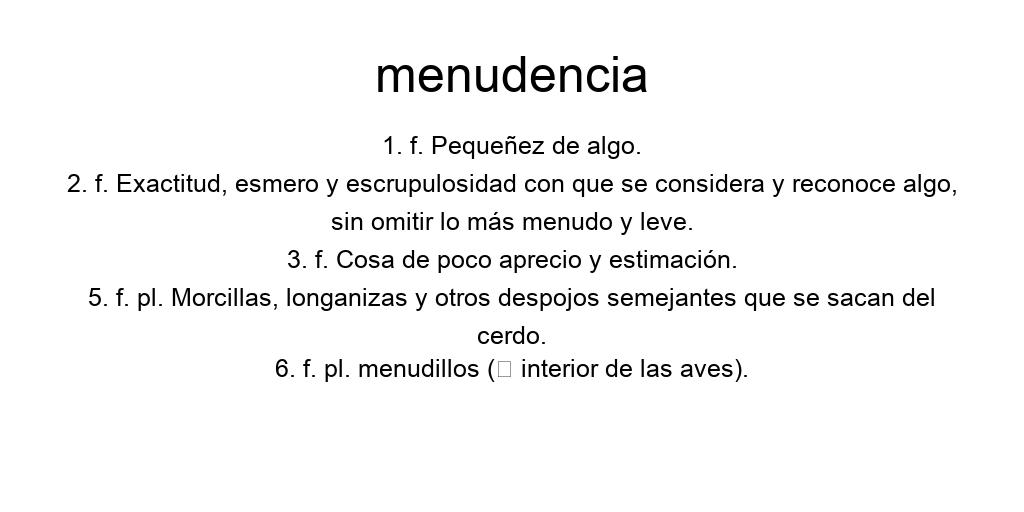 menudencia
1. f. Pequeñez de algo.
2. f. Exactitud, esmero y escrupulosidad con que se considera y reconoce algo,
sin omitir lo más menudo y leve.
3. f. Cosa de poco aprecio y estimación.
5. f. pl. Morcillas, longanizas y otros despojos semejantes que se sacan del
cerdo.
6. f. pl. menudillos (□ interior de las aves).